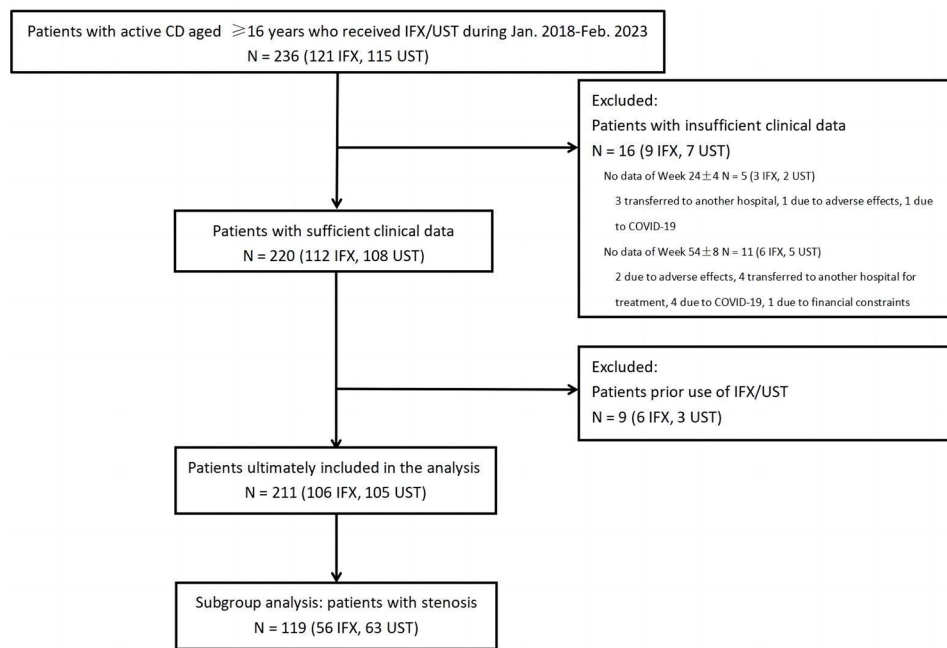 Patients with active CD aged ≥16 years who received IFX/UST during Jan. 2018-Feb. 2023
N = 236 (121 IFX, 115 UST)
Excluded:
Patients with insufficient clinical data
N = 16 (9 IFX, 7 UST)
No data of Week 24±4 N = 5 (3 IFX, 2 UST)
3 transferred to another hospital, 1 due to adverse effects, 1 due
to COVID-19
No data of Week 54±8 N = 11 (6 IFX, 5 UST)
2 due to adverse effects, 4 transferred to another hospital for
treatment, 4 due to COVID-19, 1 due to financial constraints
Patients with sufficient clinical data
N = 220 (112 IFX, 108 UST)
Excluded:
Patients prior use of IFX/UST
N = 9 (6 IFX, 3 UST)
Patients ultimately included in the analysis
N = 211 (106 IFX, 105 UST)
Subgroup analysis: patients with stenosis
N = 119 (56 IFX, 63 UST)